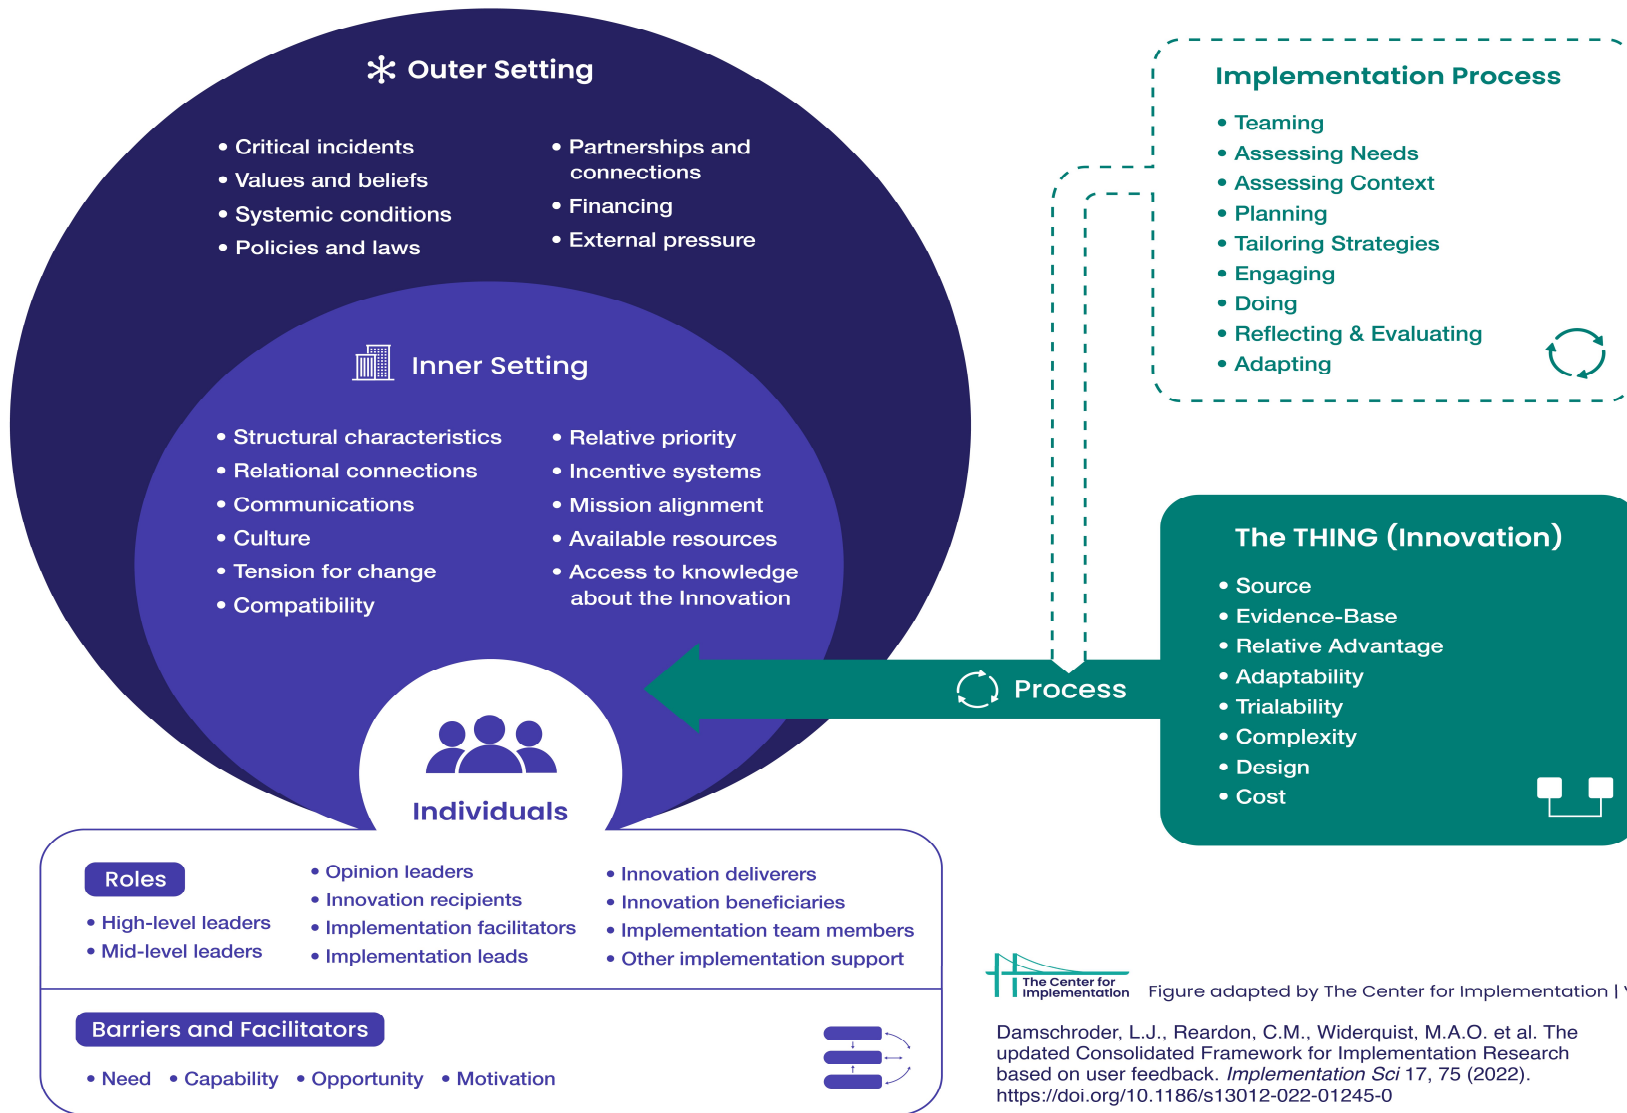 Outer Setting
• Critical incidents
• Values and beliefs
• Systemic conditions
• Policies and laws
• Partnerships and
connections
• Financing
• External pressure
Inner Setting
• Structural characteristics
• Relational connections
• Communications
• Culture
• Tension for change
• Compatibility
• Relative priority
• Incentive systems
• Mission alignment
• Available resources
• Access to knowledge
about the Innovation
Individuals
Roles
• High-level leaders
• Mid-level leaders
• Opinion leaders
• Innovation recipients
• Implementation facilitators
• Implementation leads
• Innovation deliverers
• Innovation beneficiaries
• Implementation team members
• Other implementation support
Barriers and Facilitators
• Need • Capability • Opportunity • Motivation
Implementation Process
• Teaming
• Assessing Needs
• Assessing Context
• Planning
• Tailoring Strategies
• Engaging
• Doing
• Reflecting & Evaluating
• Adapting
Process
The THING (Innovation)
• Source
• Evidence-Base
• Relative Advantage
• Adaptability
• Trialability
• Complexity
• Design
• Cost
The Center for
Implementation
Figure adapted by The Center for Implementation |
Damschroder, L.J., Reardon, C.M., Widerquist, M.A.O. et al. The
updated Consolidated Framework for Implementation Research
based on user feedback. Implementation Sci 17, 75 (2022).
https://doi.org/10.1186/s13012-022-01245-0